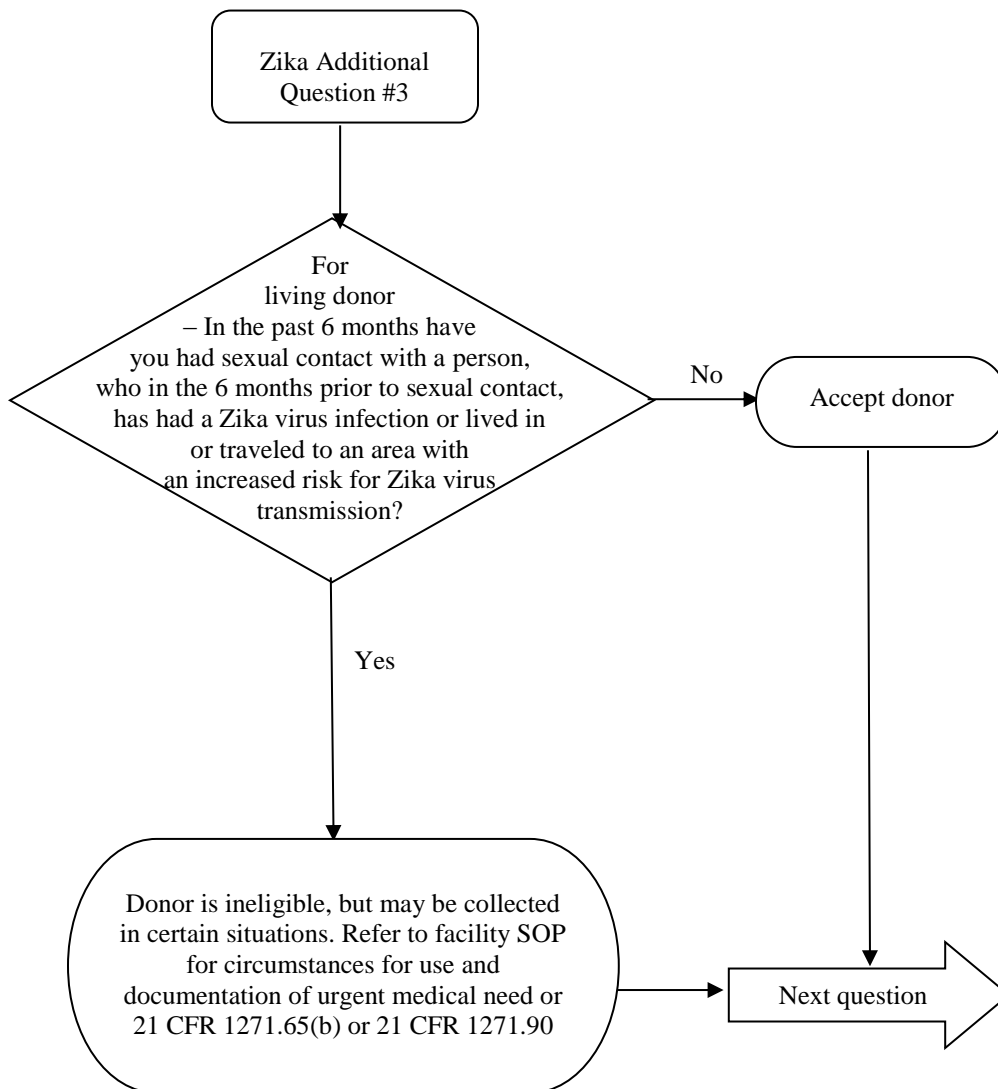 Zika Additional
Question #3
For
living donor
– In the past 6 months have
you had sexual contact with a person,
who in the 6 months prior to sexual contact,
has had a Zika virus infection or lived in
or traveled to an area with
an increased risk for Zika virus
transmission?
No
Accept donor
Yes
Donor is ineligible, but may be collected
in certain situations. Refer to facility SOP
for circumstances for use and
documentation of urgent medical need or
21 CFR 1271.65(b) or 21 CFR 1271.90
Next question